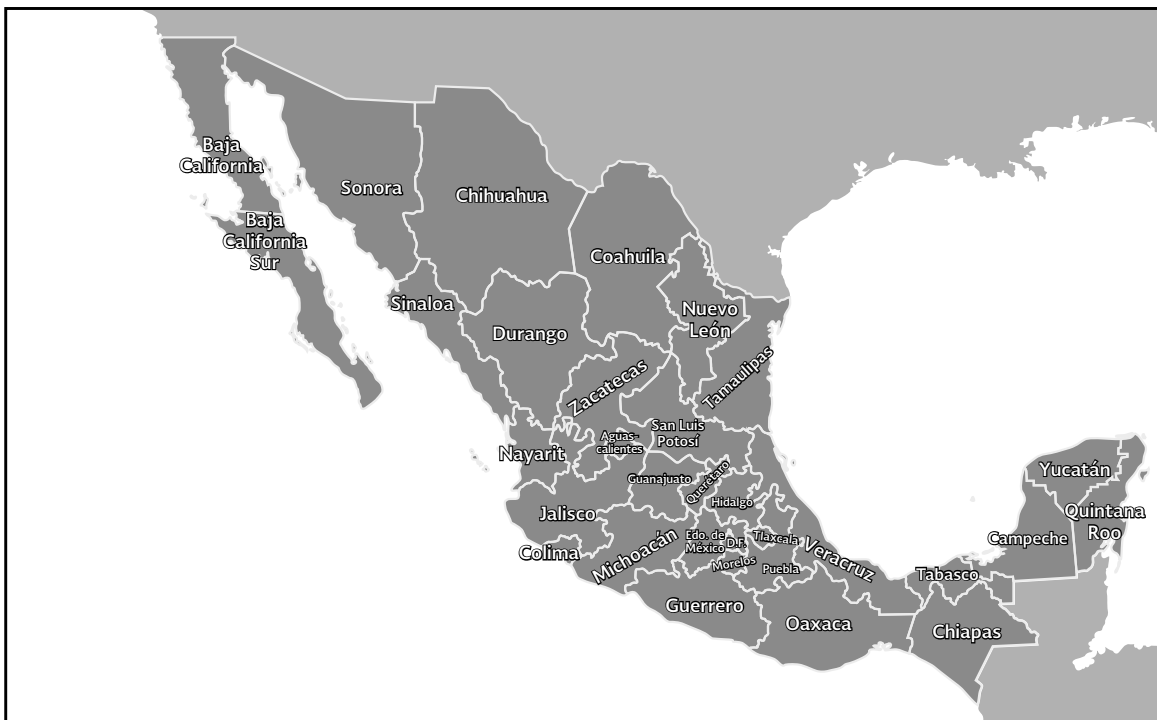 Baja
California
Sonora
Chihuahua
Baja
California
Sur
Coahuila
Sinaloa
Nuevo
León
Durango
Tamaulipas
Zacatecas
San Luis
Potosí
Aguas-
calientes
Nayarit
Guanajuato
Querétaro
Hidalgo
Yucatán
Quintana
Roo
Campeche
Jalisco
Colima
Michoacán
Edo. de
México
D.F.
Tlaxcala
Veracruz
Morelos
Puebla
Tabasco
Guerrero
Oaxaca
Chiapas